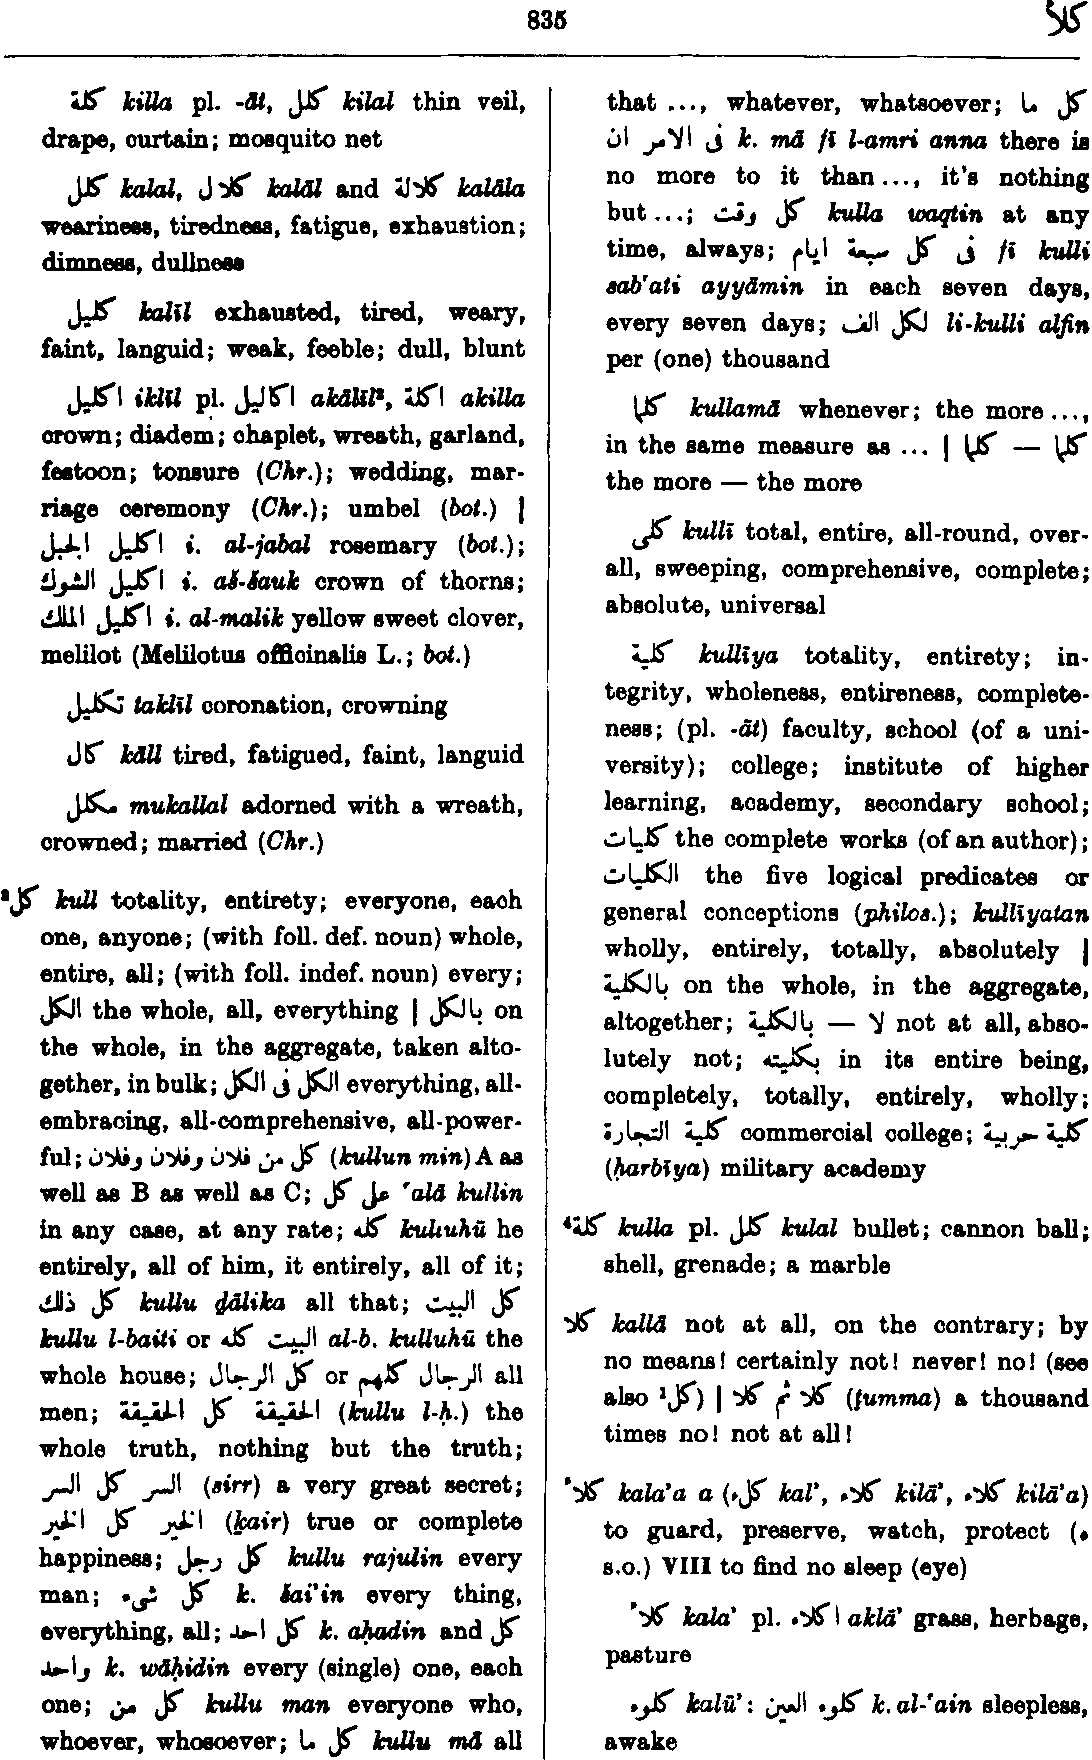 835
كلأ
كلة killa pl. -āt, كلل kilal thin veil,
drape, curtain; mosquito net
كلل kalal, كلال kalāl and كلالة kalāla
weariness, tiredness, fatigue, exhaustion;
dimness, dullness
كليل kalīl exhausted, tired, weary,
faint, languid; weak, feeble; dull, blunt
اكليل iklīl pl. اكاليل akālīl², اكلة akilla
crown; diadem; chaplet, wreath, garland,
festoon; tonsure (Chr.); wedding, mar-
riage ceremony (Chr.); umbel (bot.) |
اكليل الجبل i. al-jabal rosemary (bot.);
اكليل الشوك i. aš-šauk crown of thorns;
اكليل الملك i. al-malik yellow sweet clover,
melilot (Melilotus officinalis L.; bot.)
تكليل taklīl coronation, crowning
كال kāll tired, fatigued, faint, languid
مكلل mukallal adorned with a wreath,
crowned; married (Chr.)
²كل kull totality, entirety; everyone, each
one, anyone; (with foll. def. noun) whole,
entire, all; (with foll. indef. noun) every;
الكل the whole, all, everything | بالكل on
the whole, in the aggregate, taken alto-
gether, in bulk; الكل فى الكل everything, all-
embracing, all-comprehensive, all-power-
ful; كل من فلان وفلان وفلان (kullun min) A as
well as B as well as C; على كل ʿalā kullin
in any case, at any rate; كله kulluhū he
entirely, all of him, it entirely, all of it;
كل ذلك kullu ḏālika all that; كل البيت
kullu l-baiti or البيت كله al-b. kulluhū the
whole house; كل الرجال or الرجال كلهم all
men; الحقيقة كل الحقيقة (kullu l-ḥ.) the
whole truth, nothing but the truth;
السر كل السر (sirr) a very great secret;
الخير كل الخير (ḵair) true or complete
happiness; كل رجل kullu rajulin every
man; كل شىء k. šai'in every thing,
everything, all; كل احد k. aḥadin and كل
واحد k. wāḥidin every (single) one, each
one; كل من kullu man everyone who,
whoever, whosoever; كل ما kullu mā all
that ..., whatever, whatsoever; كل ما
فى الامر ان k. mā fī l-amri anna there is
no more to it than ..., it's nothing
but ...; كل وقت kulla waqtin at any
time, always; فى كل سبعة ايام fī kulli
sabʿati ayyāmin in each seven days,
every seven days; لكل الف li-kulli alfin
per (one) thousand
كلما kullamā whenever; the more ...,
in the same measure as ... | كلما — كلما
the more — the more
كلى kullī total, entire, all-round, over-
all, sweeping, comprehensive, complete;
absolute, universal
كلية kullīya totality, entirety; in-
tegrity, wholeness, entireness, complete-
ness; (pl. -āt) faculty, school (of a uni-
versity); college; institute of higher
learning, academy, secondary school;
كليات the complete works (of an author);
الكليات the five logical predicates or
general conceptions (philos.); kullīyatan
wholly, entirely, totally, absolutely |
بالكلية on the whole, in the aggregate,
altogether; لا — بالكلية not at all, abso-
lutely not; بكليته in its entire being,
completely, totally, entirely, wholly;
كلية التجارة commercial college; كلية حربية
(ḥarbīya) military academy
⁴كلة kulla pl. كلل kulal bullet; cannon ball;
shell, grenade; a marble
كلا kallā not at all, on the contrary; by
no means! certainly not! never! no! (see
also ¹كل) | كلا ثم كلا (ṯumma) a thousand
times no! not at all!
كلأ kala'a a (كلء kal', كلاء kilā', كلاءة kilā'a)
to guard, preserve, watch, protect (ه
s.o.) VIII to find no sleep (eye)
كلأ kala' pl. اكلاء aklā' grass, herbage,
pasture
كلوء kalū': كلوء العين k. al-ʿain sleepless,
awake